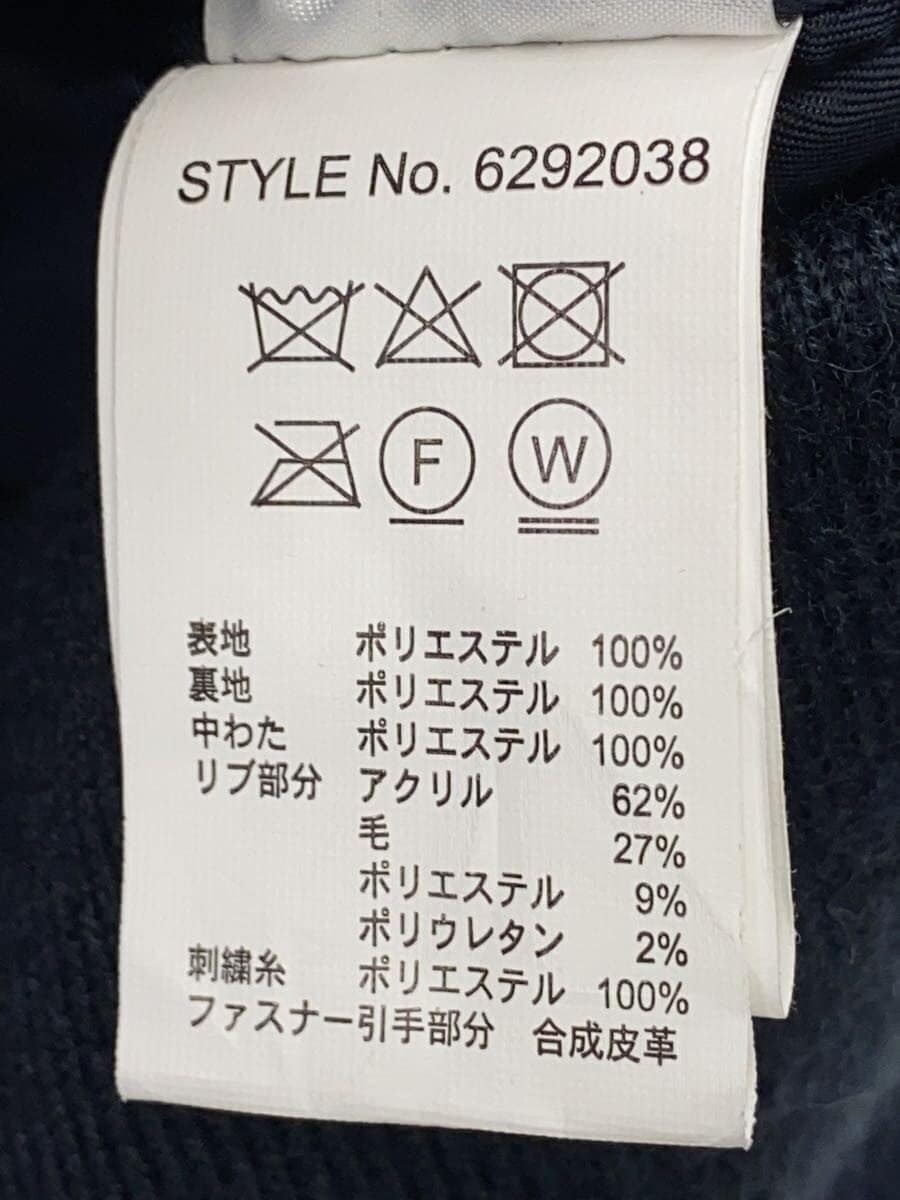 STYLE No. 6292038
F W
表地 ポリエステル 100%
裏地 ポリエステル 100%
中わた ポリエステル 100%
リブ部分 アクリル 62%
毛 27%
ポリエステル 9%
ポリウレタン 2%
刺繍糸 ポリエステル 100%
ファスナー引手部分 合成皮革